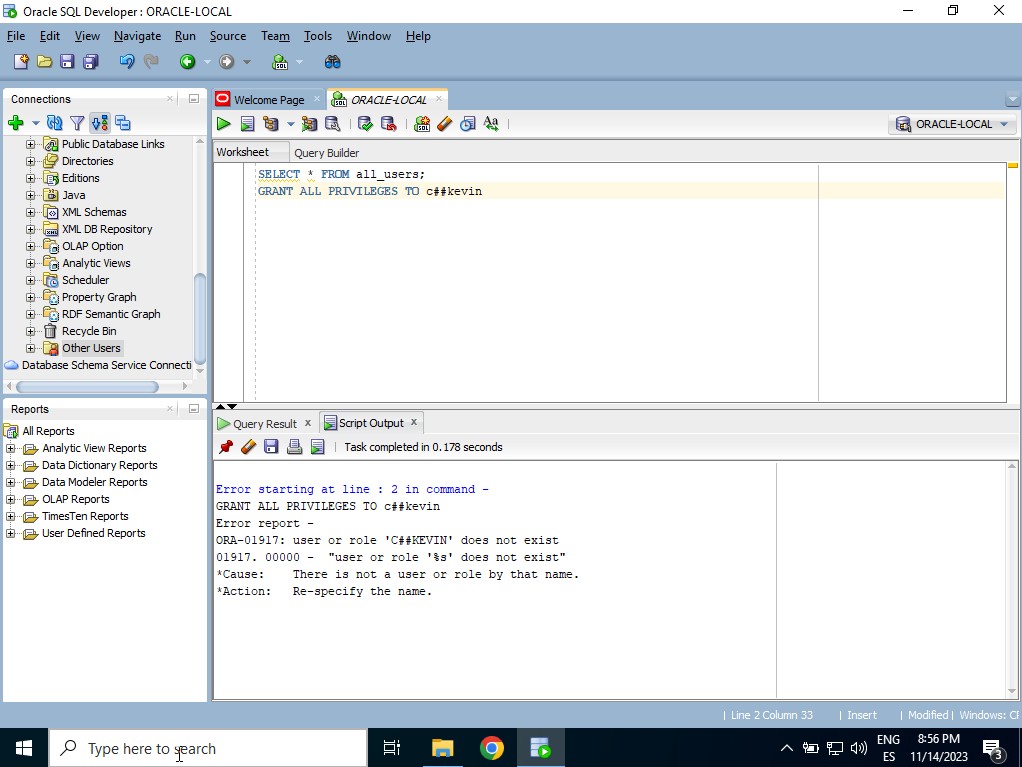 Oracle SQL Developer : ORACLE-LOCAL
File Edit View Navigate Run Source Team Tools Window Help
Connections
Public Database Links
Directories
Editions
Java
XML Schemas
XML DB Repository
OLAP Option
Analytic Views
Scheduler
Property Graph
RDF Semantic Graph
Recycle Bin
Other Users
Database Schema Service Connecti
Reports
All Reports
Analytic View Reports
Data Dictionary Reports
Data Modeler Reports
OLAP Reports
TimesTen Reports
User Defined Reports
Welcome Page ORACLE-LOCAL
ORACLE-LOCAL
Worksheet Query Builder
SELECT * FROM all_users;
GRANT ALL PRIVILEGES TO c##kevin
Query Result x Script Output x
Task completed in 0.178 seconds
Error starting at line : 2 in command -
GRANT ALL PRIVILEGES TO c##kevin
Error report -
ORA-01917: user or role 'C##KEVIN' does not exist
01917. 00000 -  "user or role '%s' does not exist"
*Cause:    There is not a user or role by that name.
*Action:   Re-specify the name.
| Line 2 Column 33 | Insert | Modified | Windows: CF
Type here to search
ENG
ES
8:56 PM
11/14/2023
3